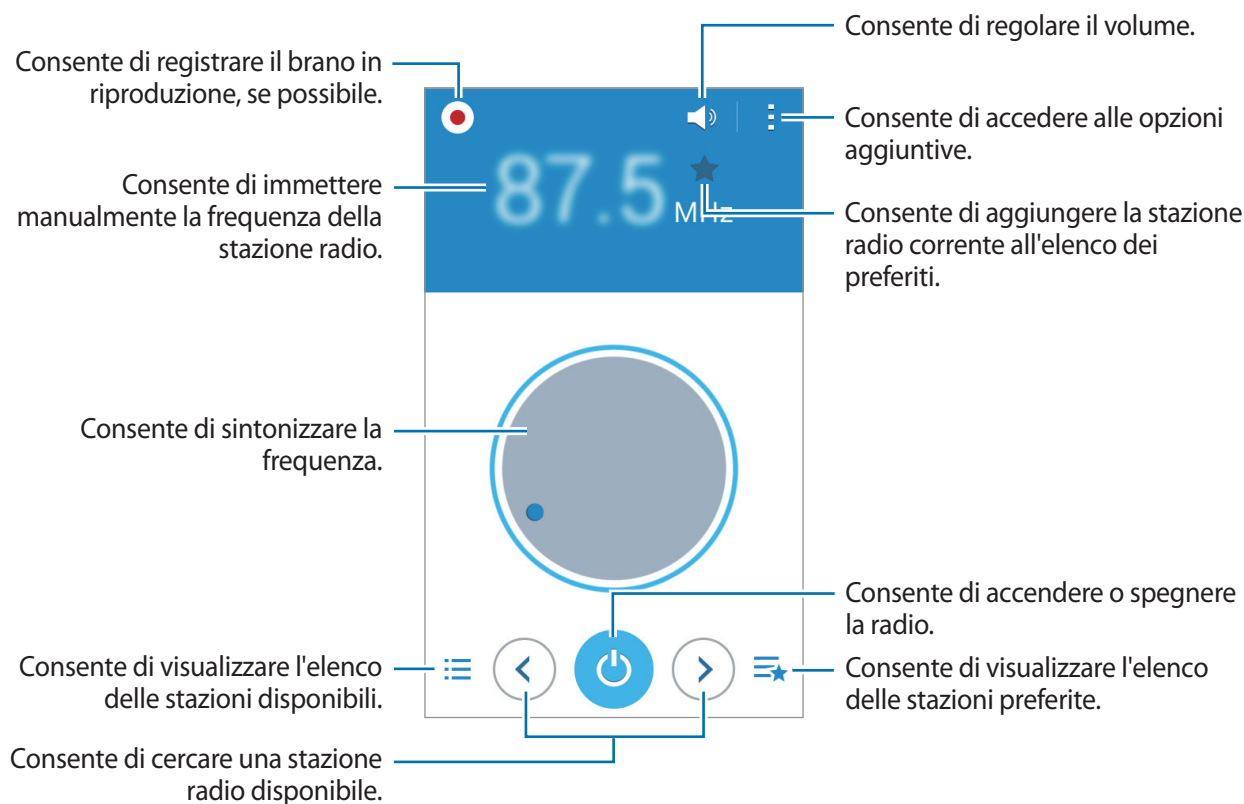 Consente di regolare il volume.
Consente di registrare il brano in
riproduzione, se possibile.
Consente di accedere alle opzioni
aggiuntive.
87.5 MHz
Consente di immettere
manualmente la frequenza della
stazione radio.
Consente di aggiungere la stazione
radio corrente all'elenco dei
preferiti.
Consente di sintonizzare la
frequenza.
Consente di accendere o spegnere
la radio.
Consente di visualizzare l'elenco
delle stazioni disponibili.
Consente di visualizzare l'elenco
delle stazioni preferite.
Consente di cercare una stazione
radio disponibile.